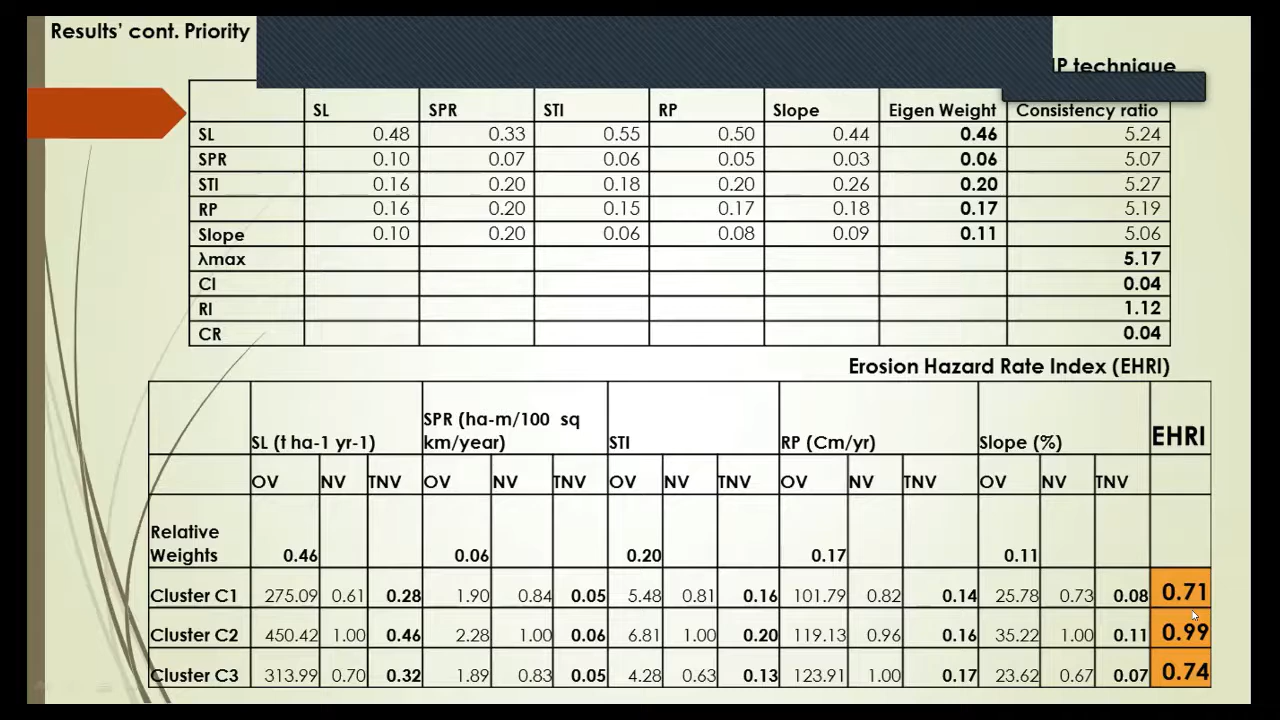 Results' cont. Priority
technique
SL SPR STI RP Slope Eigen Weight Consistency ratio
SL 0.48 0.33 0.55 0.50 0.44 0.46 5.24
SPR 0.10 0.07 0.06 0.05 0.03 0.06 5.07
STI 0.16 0.20 0.18 0.20 0.26 0.20 5.27
RP 0.16 0.20 0.15 0.17 0.18 0.17 5.19
Slope 0.10 0.20 0.06 0.08 0.09 0.11 5.06
λmax 5.17
CI 0.04
RI 1.12
CR 0.04
Erosion Hazard Rate Index (EHRI)
SL (t ha-1 yr-1) SPR (ha-m/100 sq km/year) STI RP (Cm/yr) Slope (%) EHRI
OV NV TNV OV NV TNV OV NV TNV OV NV TNV OV NV TNV
Relative Weights 0.46 0.06 0.20 0.17 0.11
Cluster C1 275.09 0.61 0.28 1.90 0.84 0.05 5.48 0.81 0.16 101.79 0.82 0.14 25.78 0.73 0.08 0.71
Cluster C2 450.42 1.00 0.46 2.28 1.00 0.06 6.81 1.00 0.20 119.13 0.96 0.16 35.22 1.00 0.11 0.99
Cluster C3 313.99 0.70 0.32 1.89 0.83 0.05 4.28 0.63 0.13 123.91 1.00 0.17 23.62 0.67 0.07 0.74